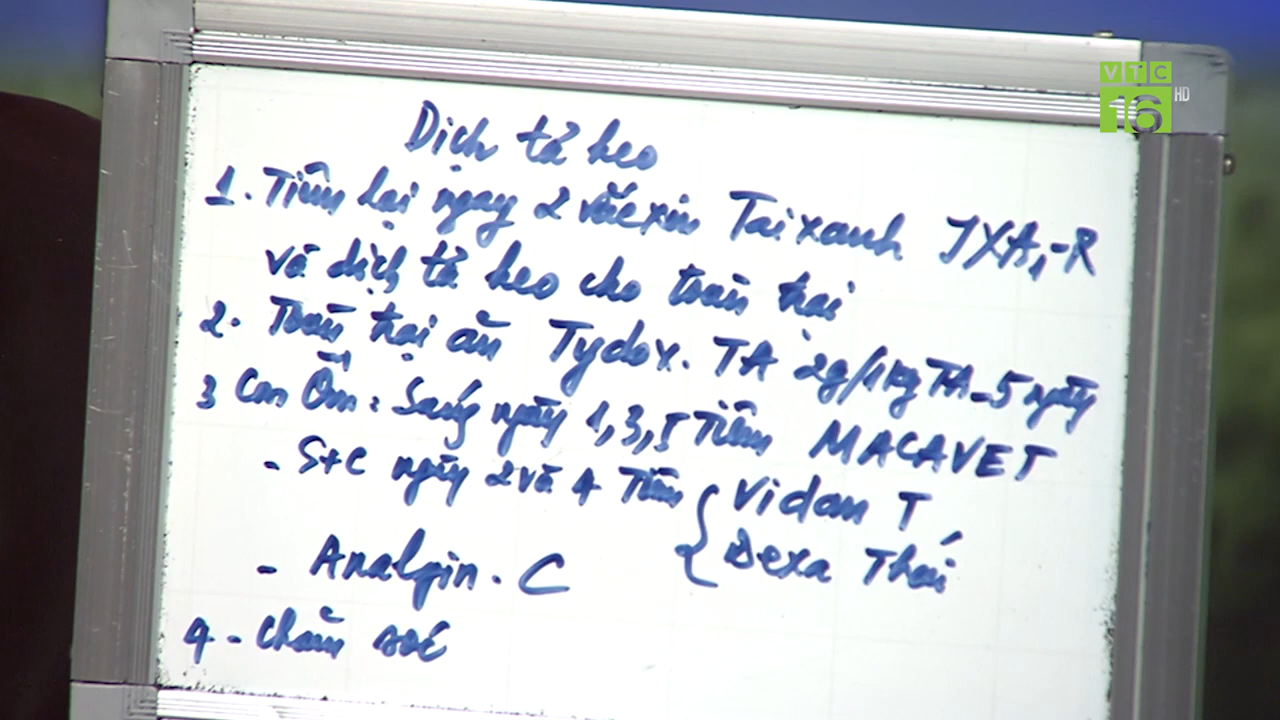 VTC
16 HD
Dịch tả heo
1. Tiêm lại ngay 2 vắcxin Tai xanh JXA1-R
và dịch tả heo cho toàn trại
2. Toàn trại ăn Tydox. TA 2g/1kg TA - 5 ngày
3 Con Ốm: Sáng ngày 1,3,5 Tiêm MACAVET
- S+C ngày 2 và 4 Tiêm { Vidan T
Dexa Thái
- Analgin. C
4 - Chăm sóc